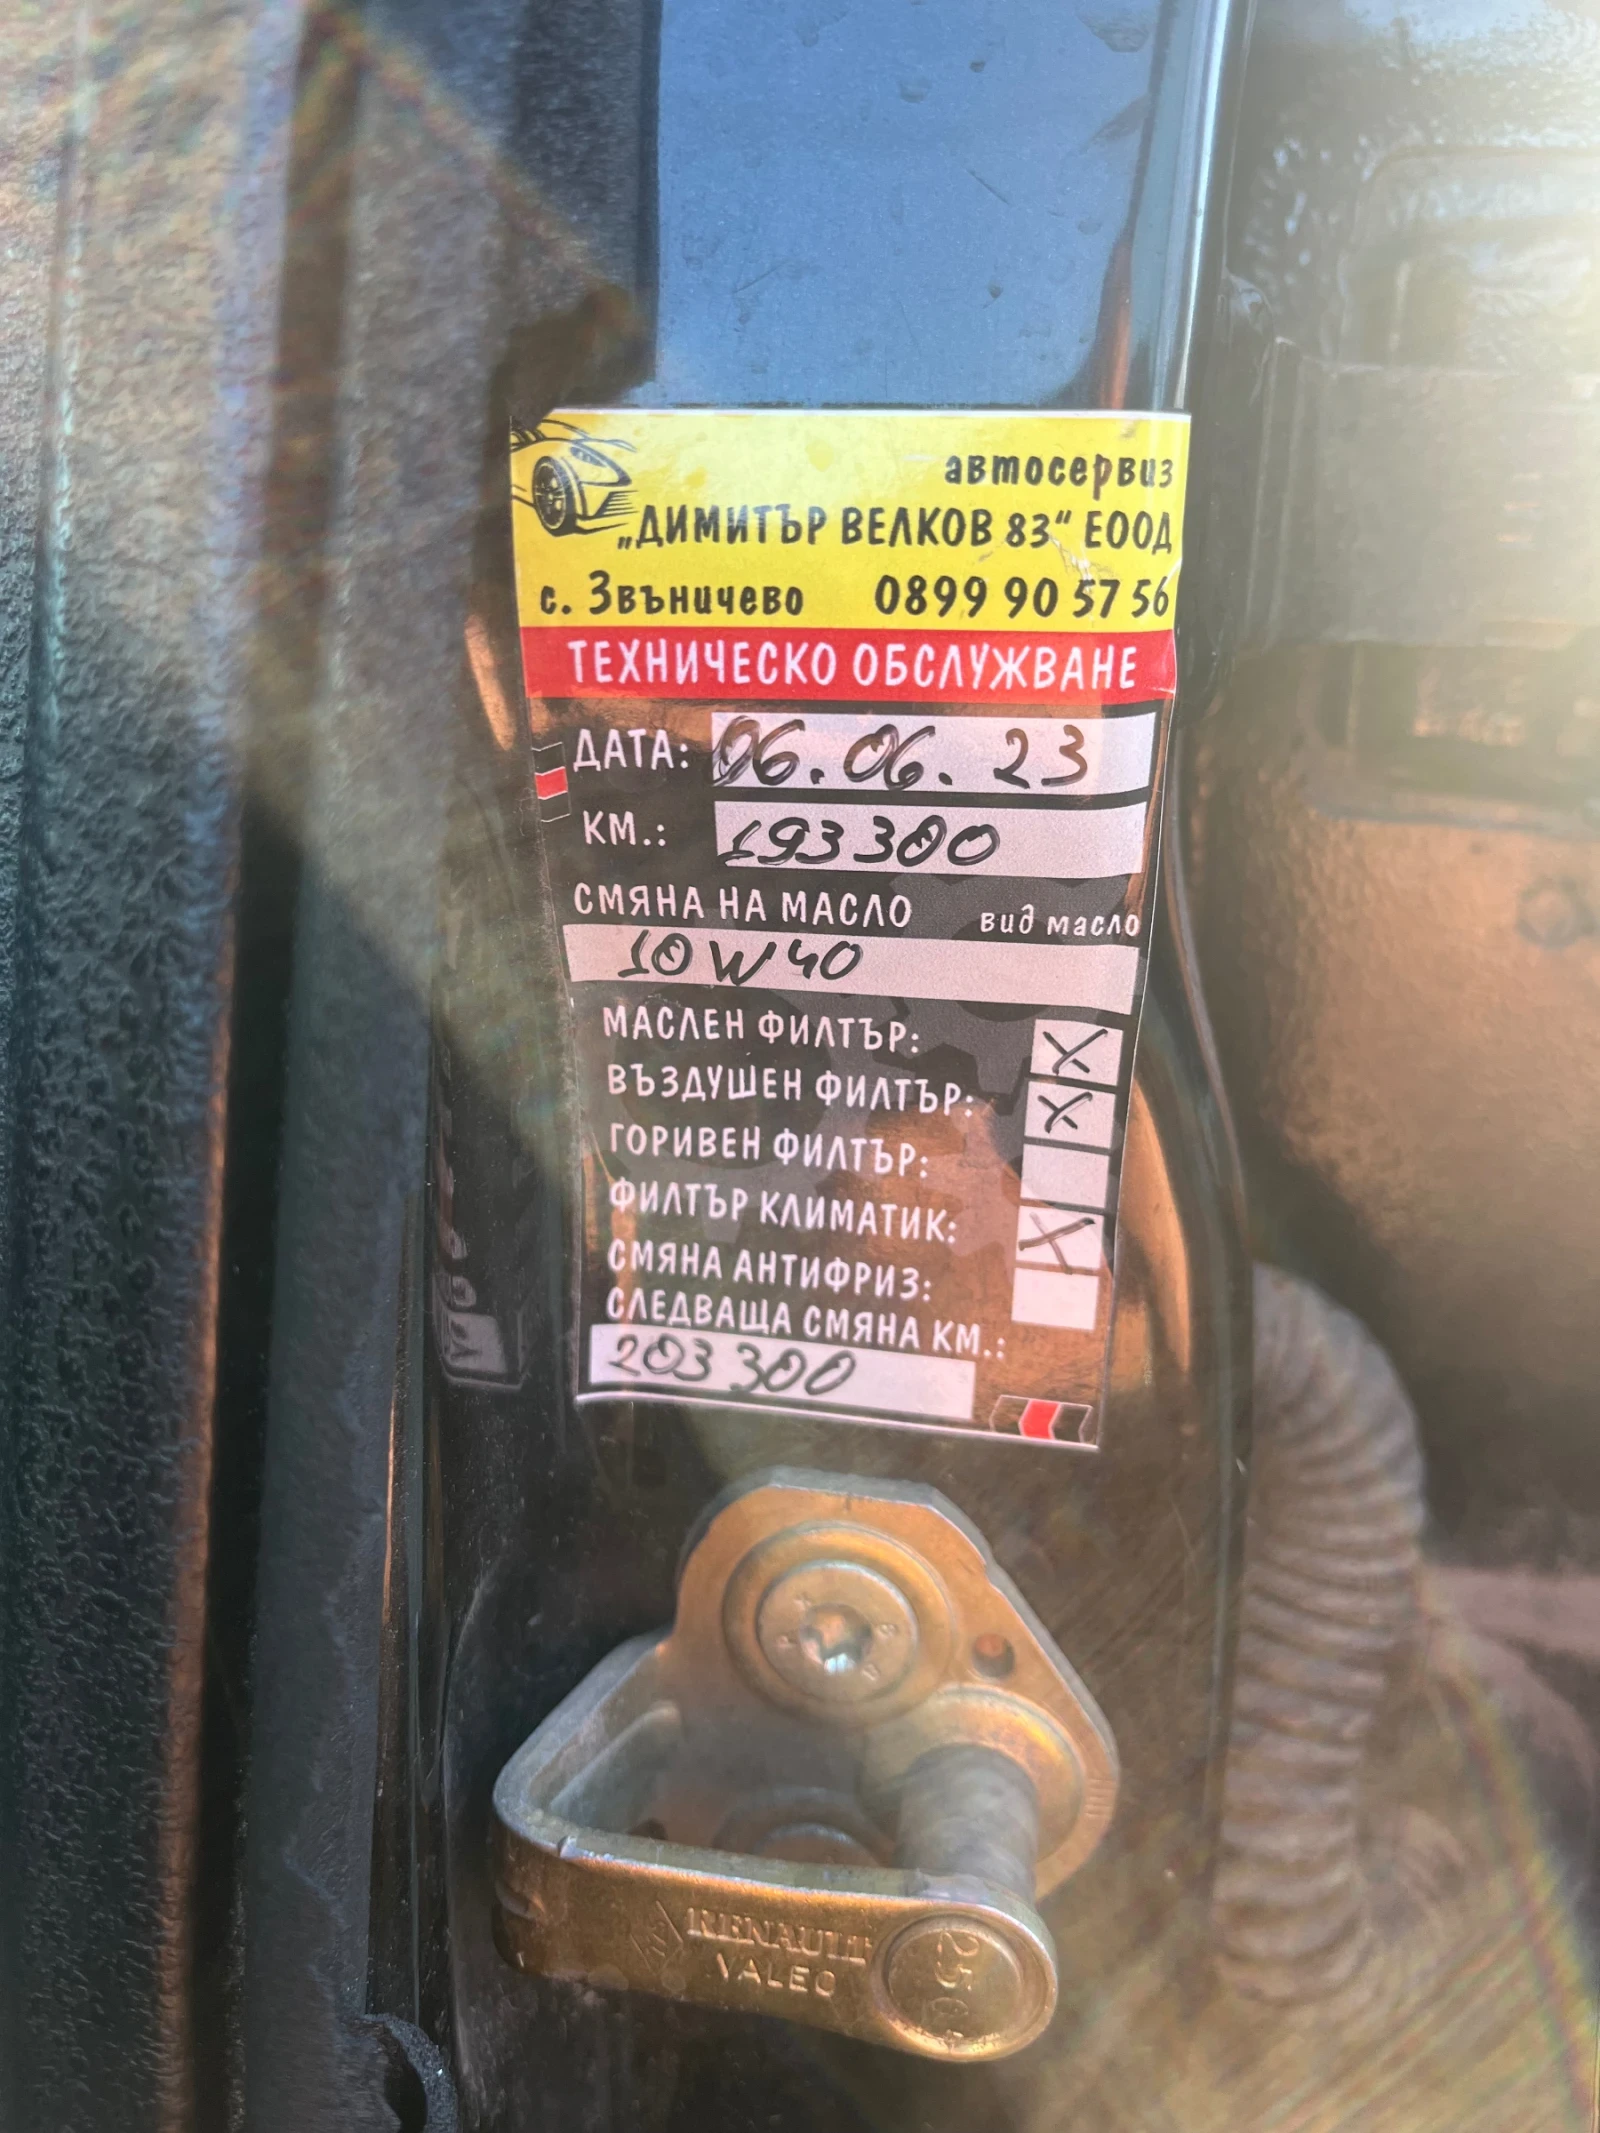 автосервиз
„ДИМИТЪР ВЕЛКОВ 83“ ЕООД
с. Звъничево 0899 90 57 56
ТЕХНИЧЕСКО ОБСЛУЖВАНЕ
ДАТА: 06.06.23
КМ.: 193300
СМЯНА НА МАСЛО вид масло
10W40
МАСЛЕН ФИЛТЪР: X
ВЪЗДУШЕН ФИЛТЪР: X
ГОРИВЕН ФИЛТЪР:
ФИЛТЪР КЛИМАТИК: X
СМЯНА АНТИФРИЗ:
СЛЕДВАЩА СМЯНА КМ.:
203300
RENAULT
VALEO